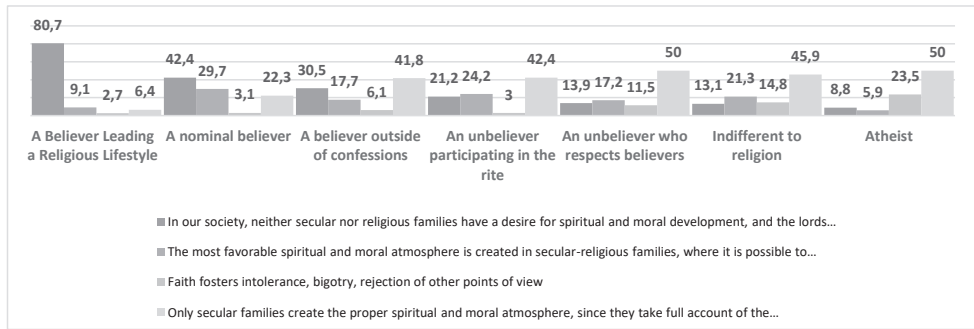 80,7
9,1
2,7
6,4
42,4
29,7
3,1
22,3
30,5
17,7
6,1
41,8
21,2
24,2
3
42,4
13,9
17,2
11,5
50
13,1
21,3
14,8
45,9
8,8
5,9
23,5
50
A Believer Leading
a Religious Lifestyle
A nominal believer
A believer outside
of confessions
An unbeliever
participating in the
rite
An unbeliever who
respects believers
Indifferent to
religion
Atheist
In our society, neither secular nor religious families have a desire for spiritual and moral development, and the lords…
The most favorable spiritual and moral atmosphere is created in secular-religious families, where it is possible to…
Faith fosters intolerance, bigotry, rejection of other points of view
Only secular families create the proper spiritual and moral atmosphere, since they take full account of the…